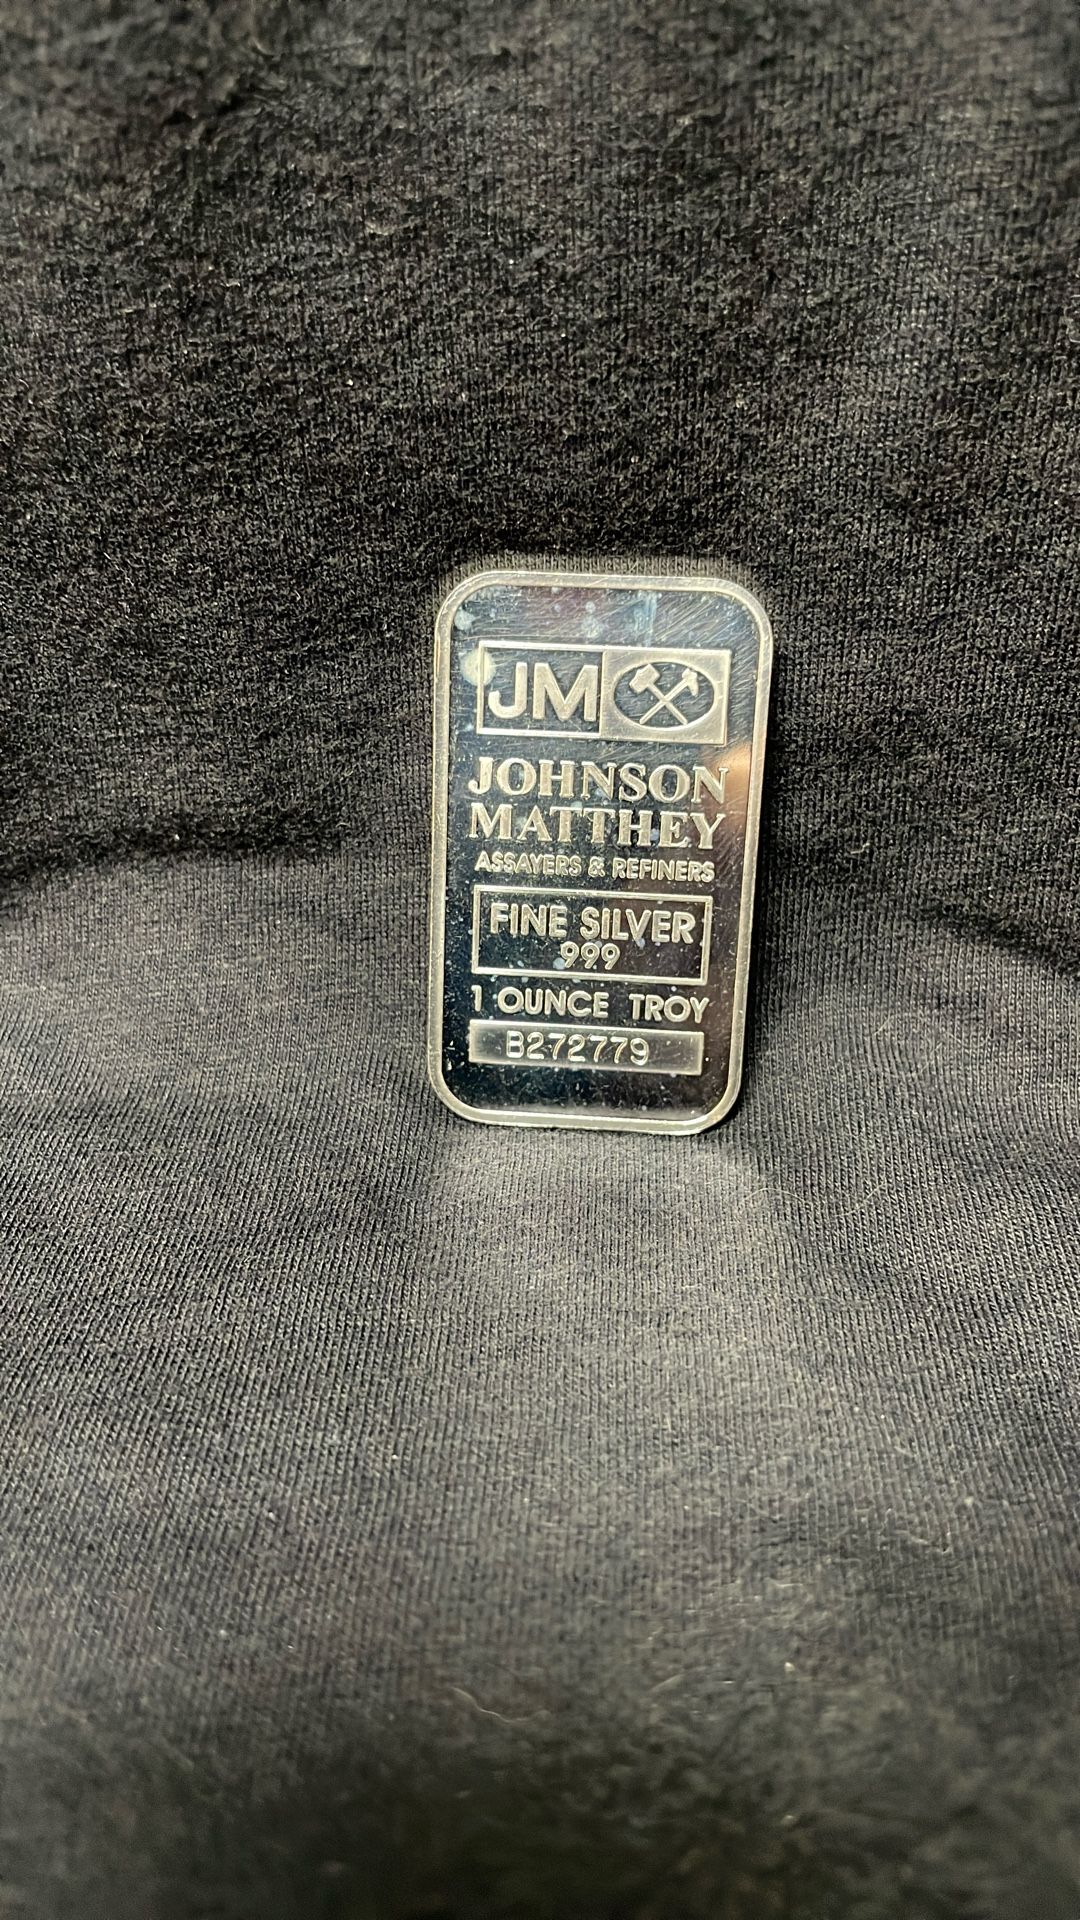 JM
JOHNSON
MATTHEY
ASSAYERS & REFINERS
FINE SILVER
999
1 OUNCE TROY
B272779